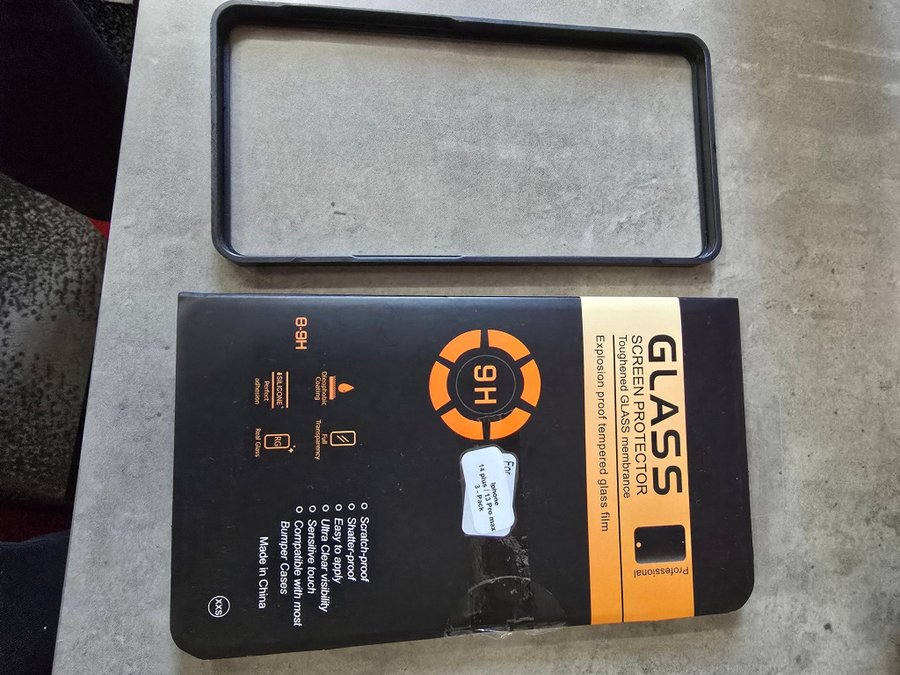 GLASS
SCREEN PROTECTOR
Toughened GLASS membrance
Explosion proof tempered glass film
Professional
9H
For
Iphone
14 plus / 13 Pro max
3 - Pack
8-9H
Oleophobic
Coating
Full
Transparency
SILICONE
Perfect
adhesion
RG
Real Glass
Scratch-proof
Shatter-proof
Easy to apply
Ultra Clear visibility
Sensitive touch
Compatible with most
Bumper Cases
Made in China
XXS